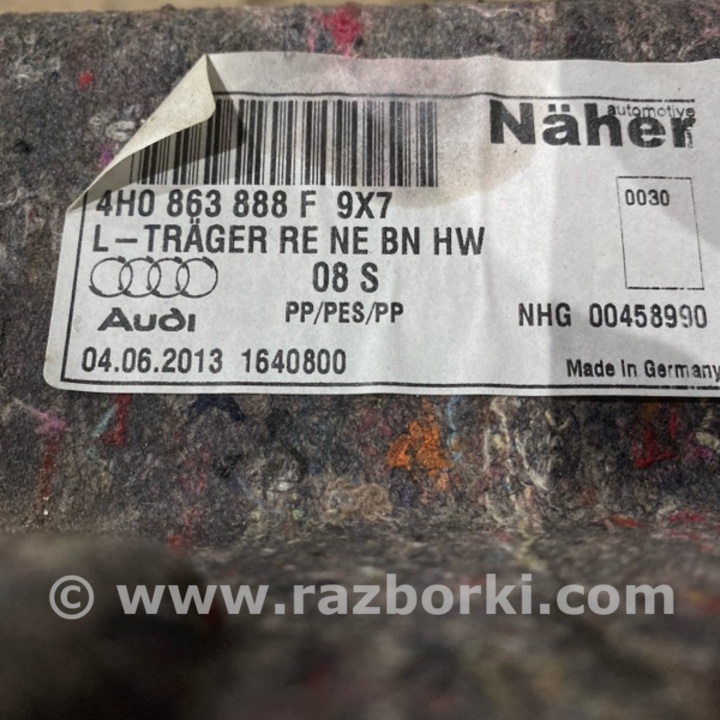 Näher
automotive
4H0 863 888 F 9X7
0030
L-TRÄGER RE NE BN HW
08 S
Audi
PP/PES/PP
NHG 00458990
04.06.2013 1640800
Made In Germany
© www.razborki.com